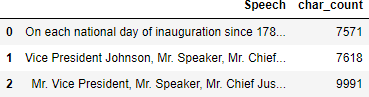 Speech char_count
0 On each national day of inauguration since 178... 7571
1 Vice President Johnson, Mr. Speaker, Mr. Chief... 7618
2 Mr. Vice President, Mr. Speaker, Mr. Chief Jus... 9991